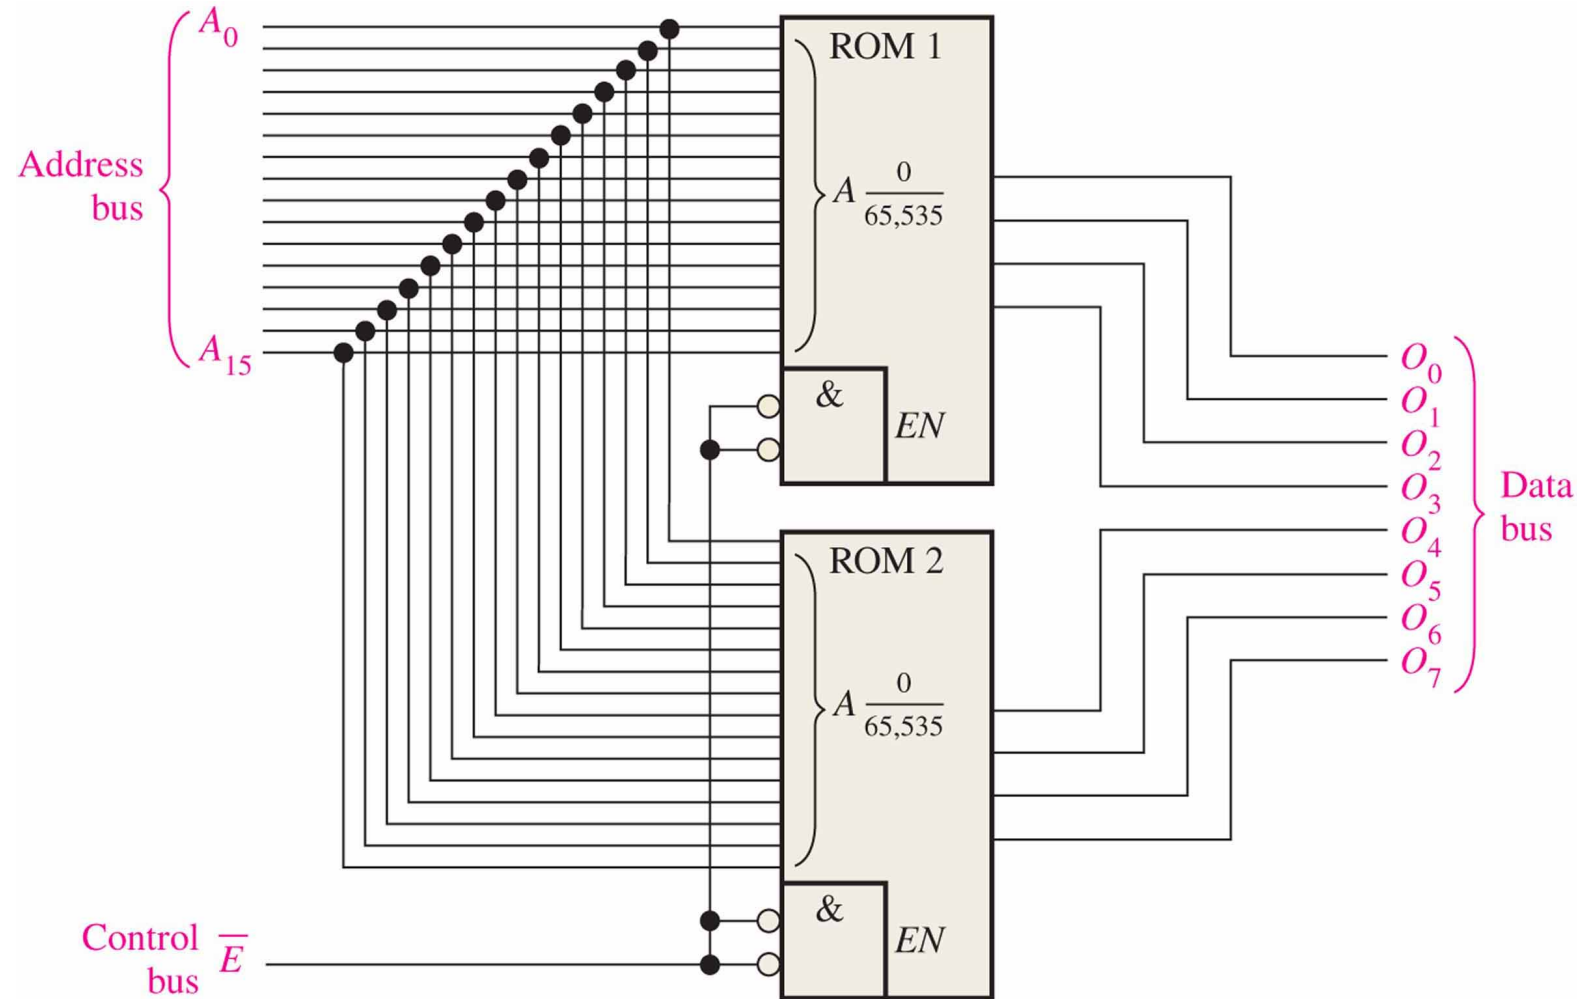 A0
Address
bus
A15
ROM 1
A 0
65,535
&
EN
ROM 2
A 0
65,535
&
EN
Control
bus
E̅
O0
O1
O2
O3
O4
O5
O6
O7
Data
bus